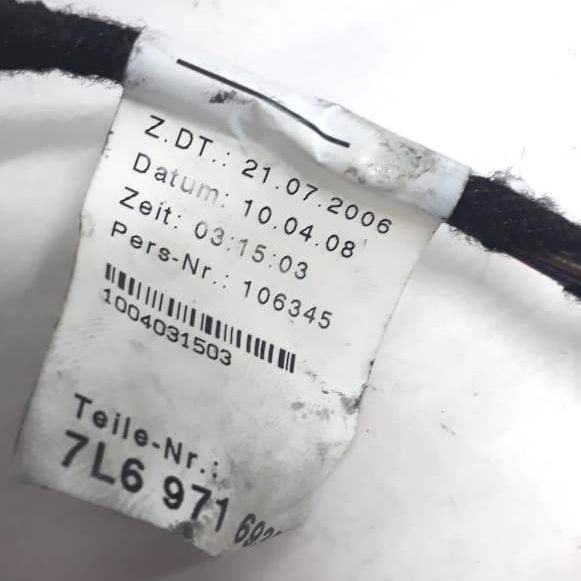 Z.DT.: 21.07.2006
Datum: 10.04.08
Zeit: 03:15:03
Pers-Nr.: 106345
1004031503
Teile-Nr.:
7L6 971